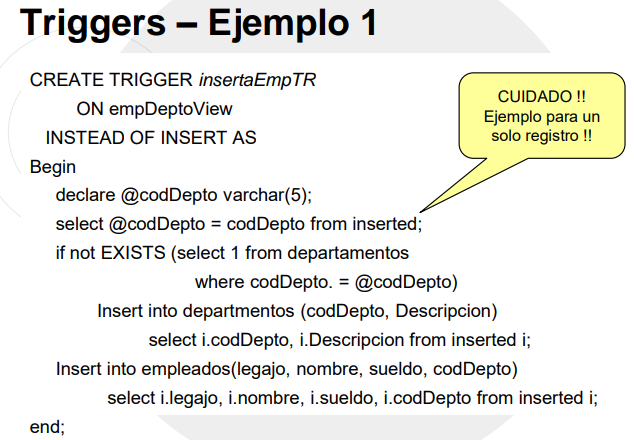 Triggers – Ejemplo 1
CREATE TRIGGER insertaEmpTR
ON empDeptoView
INSTEAD OF INSERT AS
Begin
declare @codDepto varchar(5);
select @codDepto = codDepto from inserted;
if not EXISTS (select 1 from departamentos
where codDepto. = @codDepto)
Insert into departmentos (codDepto, Descripcion)
select i.codDepto, i.Descripcion from inserted i;
Insert into empleados(legajo, nombre, sueldo, codDepto)
select i.legajo, i.nombre, i.sueldo, i.codDepto from inserted i;
end;
CUIDADO !!
Ejemplo para un
solo registro !!